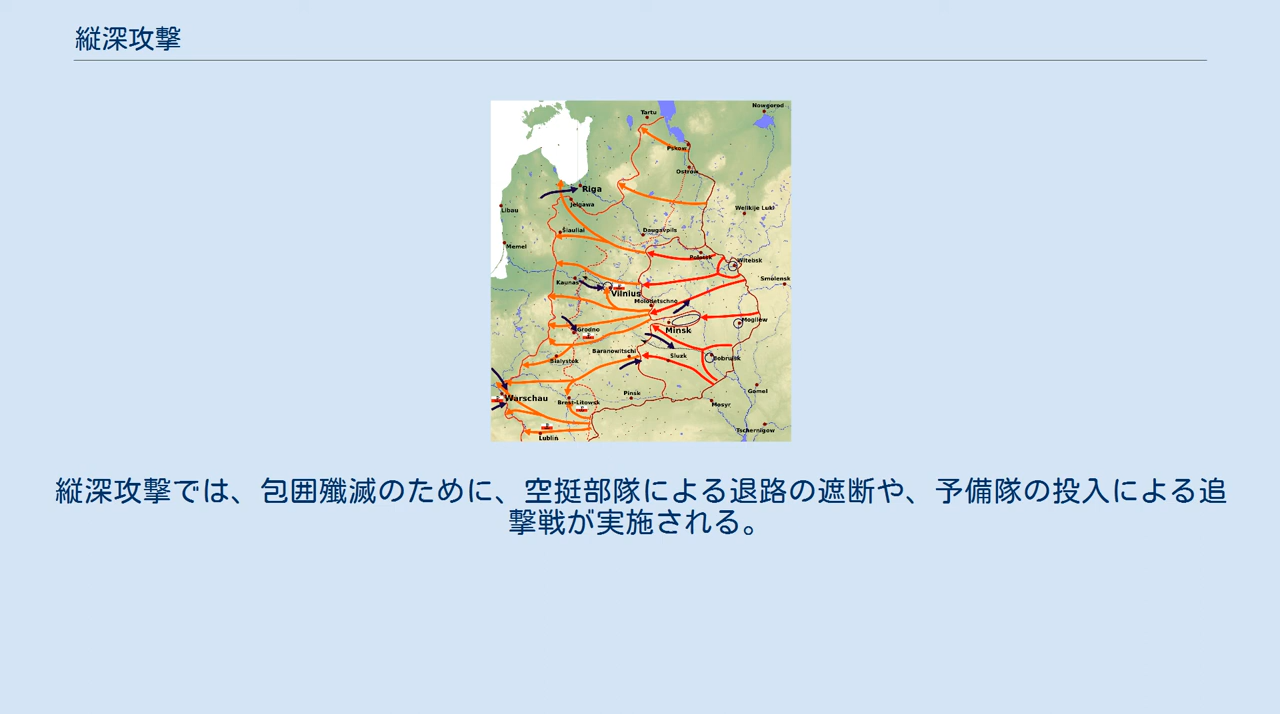 縦深攻撃
Nowgorod
Tartu
Pskow
Ostrow
Riga
Jelgawa
Libau
Welikije Luki
Šiauliai
Daugavpils
Memel
Polozk
Witebsk
Smolensk
Kaunas
Vilnius
Molodetschno
Mogilew
Grodno
Minsk
Baranowitschi
Sluzk
Bobrujsk
Bialystok
Pinsk
Gomel
Warschau
Brest-Litowsk
Mosyr
Tschernigow
Lublin
縦深攻撃では、包囲殲滅のために、空挺部隊による退路の遮断や、予備隊の投入による追
撃戦が実施される。